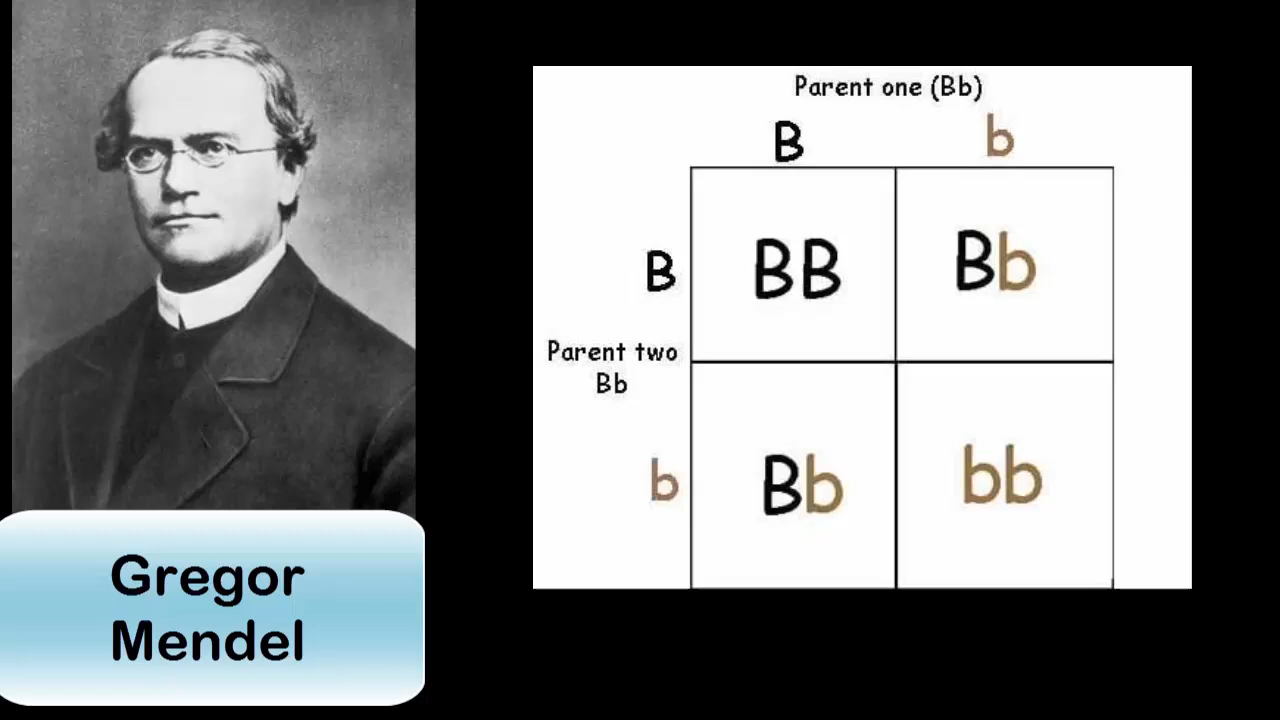 Parent one (Bb)
B b
B BB Bb
Parent two
Bb
b Bb bb
Gregor
Mendel